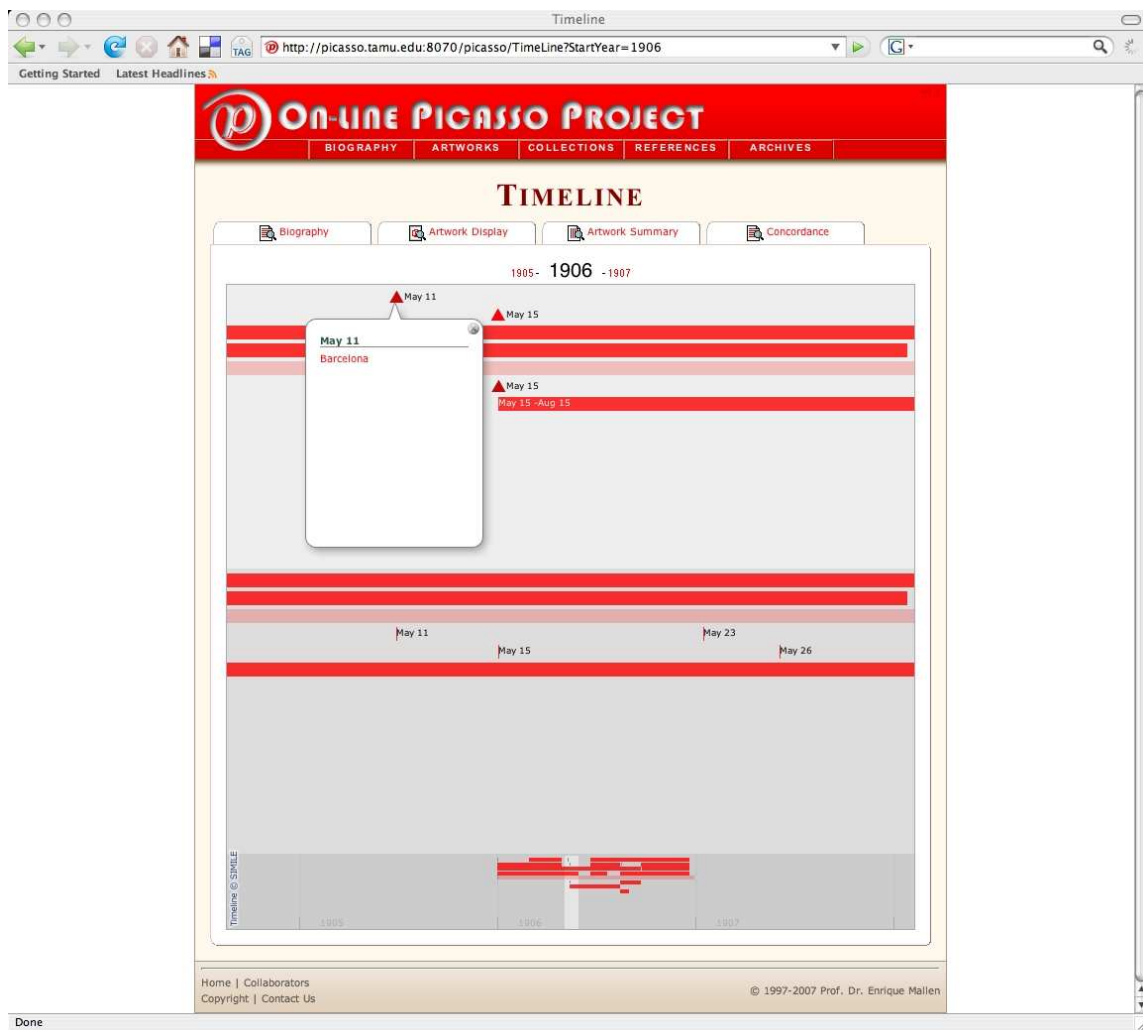 Timeline
TAG
http://picasso.tamu.edu:8070/picasso/TimeLine?StartYear=1906
G
Getting Started Latest Headlines
p ON-LINE PICASSO PROJECT
BIOGRAPHY ARTWORKS COLLECTIONS REFERENCES ARCHIVES
TIMELINE
Biography Artwork Display Artwork Summary Concordance
1905- 1906 -1907
May 11
May 15
May 11
Barcelona
May 15
May 15 -Aug 15
May 11 May 23
May 15 May 26
Timeline © SIMILE
1905 1906 1907
Home | Collaborators
Copyright | Contact Us
© 1997-2007 Prof. Dr. Enrique Mallen
Done